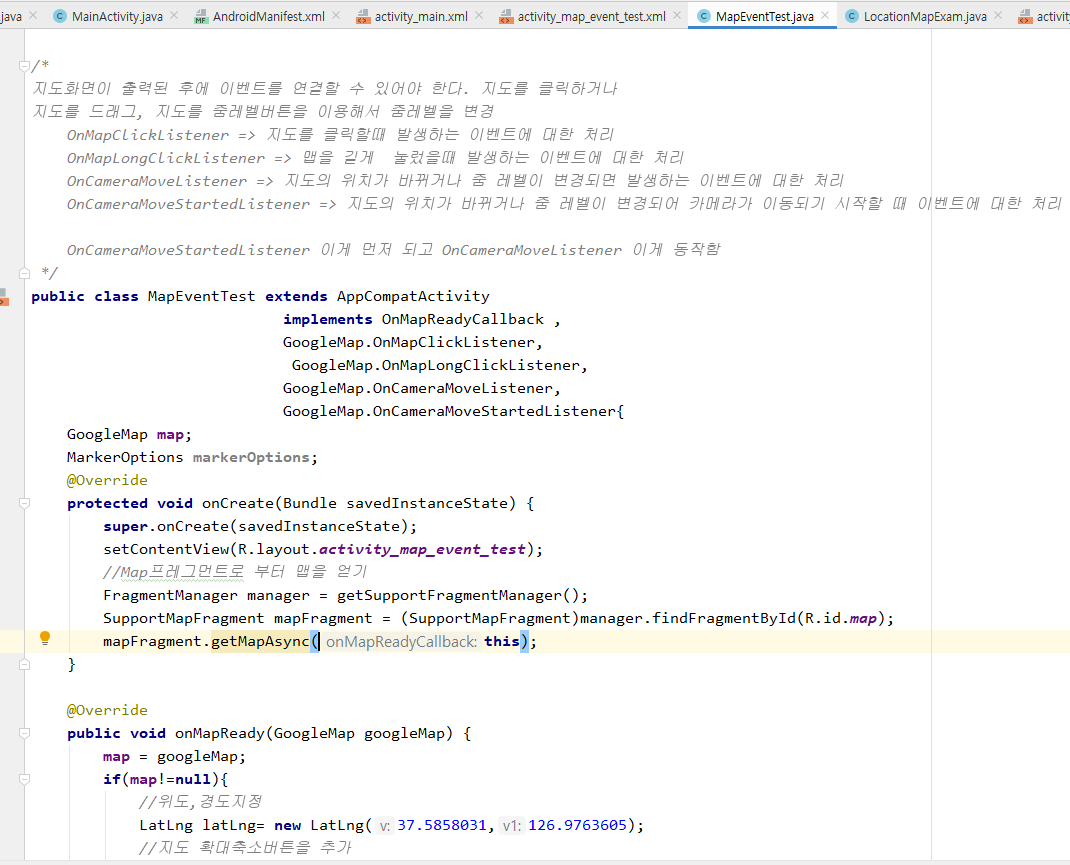 java MainActivity.java AndroidManifest.xml activity_main.xml activity_map_event_test.xml MapEventTest.java LocationMapExam.java activit
/*
지도화면이 출력된 후에 이벤트를 연결할 수 있어야 한다. 지도를 클릭하거나
지도를 드래그, 지도를 줌레벨버튼을 이용해서 줌레벨을 변경
OnMapClickListener => 지도를 클릭할때 발생하는 이벤트에 대한 처리
OnMapLongClickListener => 맵을 길게  눌렀을때 발생하는 이벤트에 대한 처리
OnCameraMoveListener => 지도의 위치가 바뀌거나 줌 레벨이 변경되면 발생하는 이벤트에 대한 처리
OnCameraMoveStartedListener => 지도의 위치가 바뀌거나 줌 레벨이 변경되어 카메라가 이동되기 시작할 때 이벤트에 대한 처리
OnCameraMoveStartedListener 이게 먼저 되고 OnCameraMoveListener 이게 동작함
*/
public class MapEventTest extends AppCompatActivity
implements OnMapReadyCallback ,
GoogleMap.OnMapClickListener,
GoogleMap.OnMapLongClickListener,
GoogleMap.OnCameraMoveListener,
GoogleMap.OnCameraMoveStartedListener{
GoogleMap map;
MarkerOptions markerOptions;
@Override
protected void onCreate(Bundle savedInstanceState) {
super.onCreate(savedInstanceState);
setContentView(R.layout.activity_map_event_test);
//Map프레그먼트로 부터 맵을 얻기
FragmentManager manager = getSupportFragmentManager();
SupportMapFragment mapFragment = (SupportMapFragment)manager.findFragmentById(R.id.map);
mapFragment.getMapAsync( onMapReadyCallback: this);
}
@Override
public void onMapReady(GoogleMap googleMap) {
map = googleMap;
if(map!=null){
//위도,경도지정
LatLng latLng= new LatLng( v: 37.5858031, v1: 126.9763605);
//지도 확대축소버튼을 추가